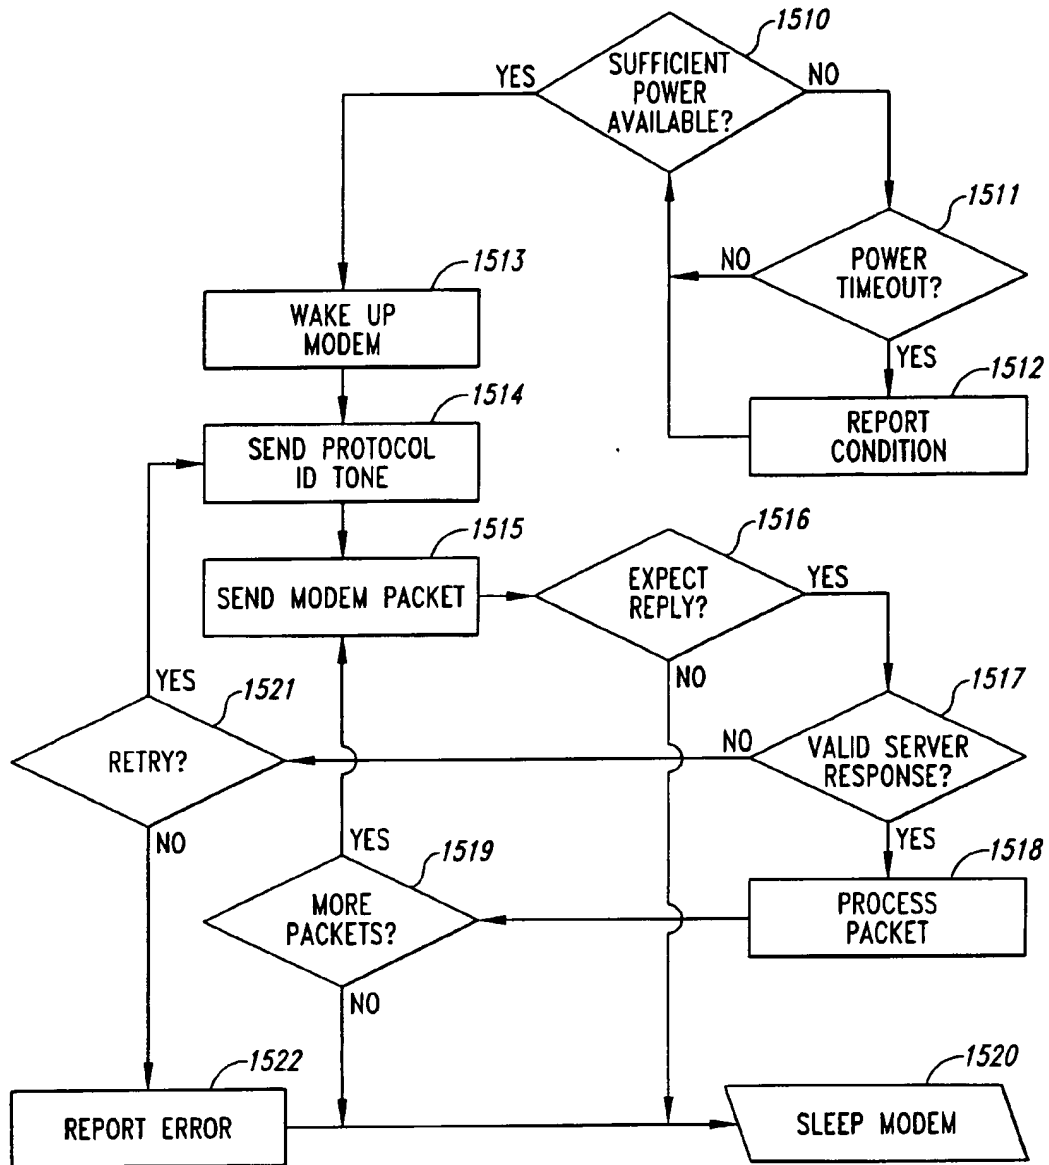 1510
SUFFICIENT
POWER
AVAILABLE?
YES
NO
1511
POWER
TIMEOUT?
NO
YES
1513
WAKE UP
MODEM
1512
REPORT
CONDITION
1514
SEND PROTOCOL
ID TONE
1515
SEND MODEM PACKET
1516
EXPECT
REPLY?
YES
NO
1517
VALID SERVER
RESPONSE?
NO
YES
1521
RETRY?
YES
NO
1518
PROCESS
PACKET
1519
MORE
PACKETS?
YES
NO
1522
REPORT ERROR
1520
SLEEP MODEM